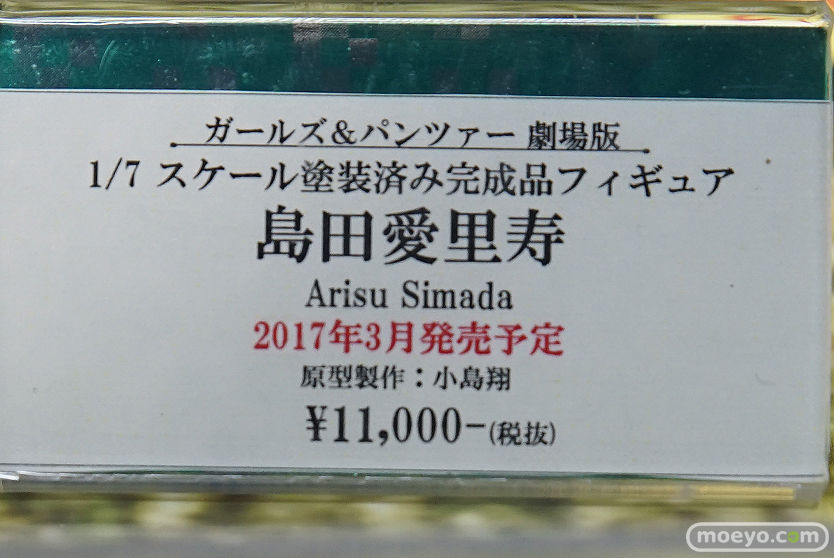 ガールズ&パンツァー 劇場版
1/7 スケール塗装済み完成品フィギュア
島田愛里寿
Arisu Simada
2017年3月発売予定
原型製作：小島翔
¥11,000-(税抜)
moeyo.com